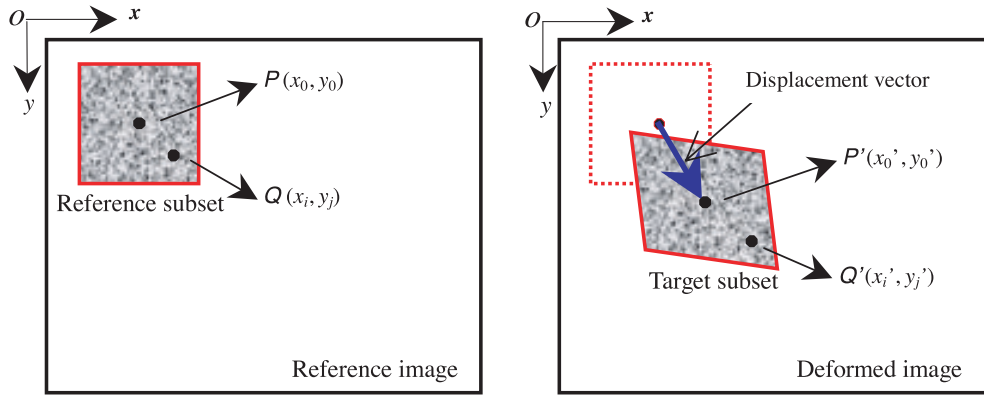 O x
y
P(x₀, y₀)
Q(xᵢ, yⱼ)
Reference subset
Reference image
O x
y
Displacement vector
P'(x₀', y₀')
Q'(xᵢ', yⱼ')
Target subset
Deformed image